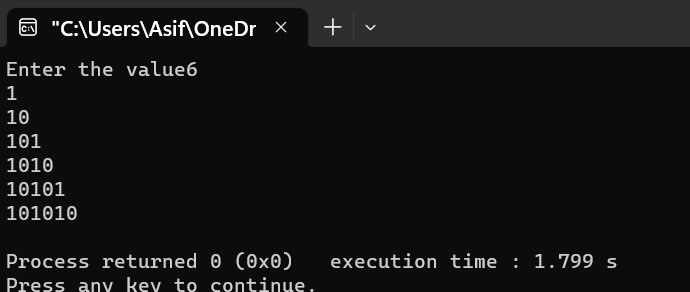 "C:\Users\Asif\OneDr
Enter the value6
1
10
101
1010
10101
101010
Process returned 0 (0x0)   execution time : 1.799 s
Press any key to continue.